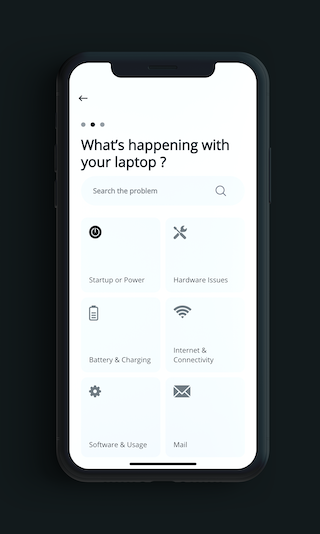 What's happening with
your laptop ?
Search the problem
Startup or Power
Hardware Issues
Battery & Charging
Internet &
Connectivity
Software & Usage
Mail